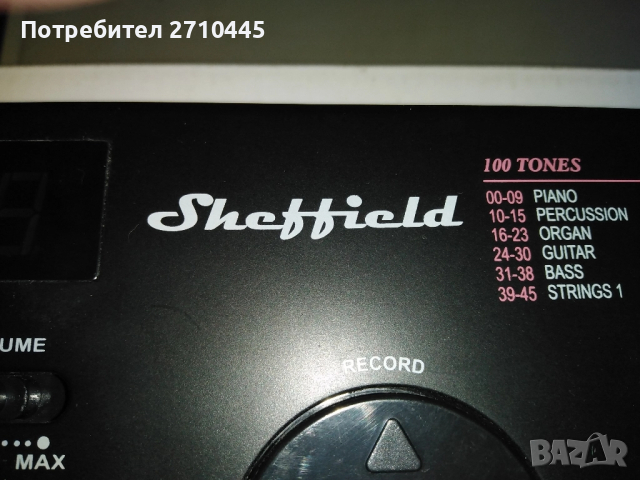 Потребител 2710445
Sheffield
100 TONES
00-09 PIANO
10-15 PERCUSSION
16-23 ORGAN
24-30 GUITAR
31-38 BASS
39-45 STRINGS 1
UME
RECORD
MAX
BAZAR